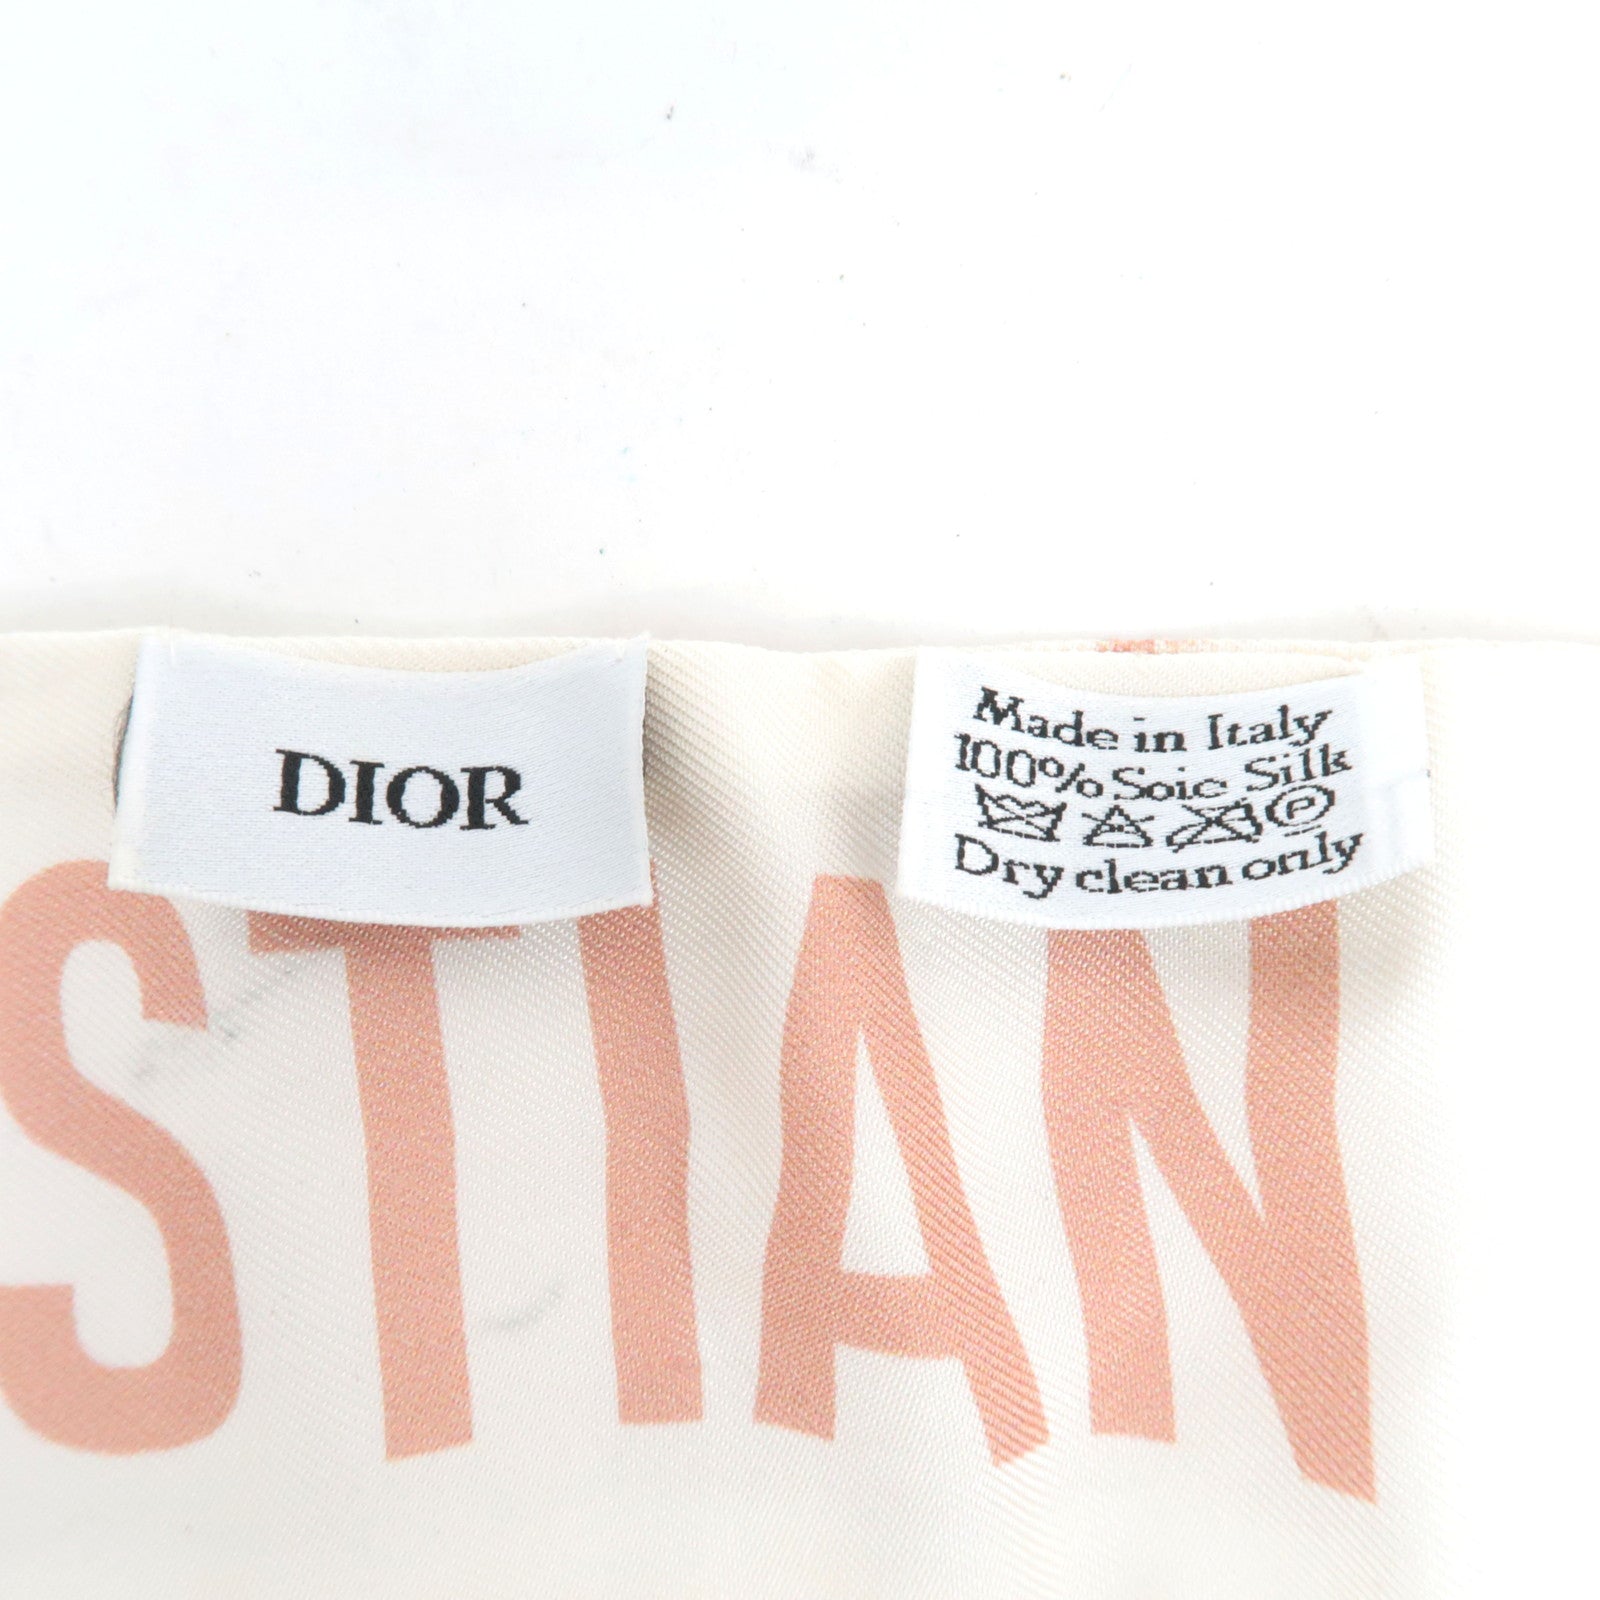 DIOR
Made in Italy
100% Soie Silk
P
Dry clean only
STIAN